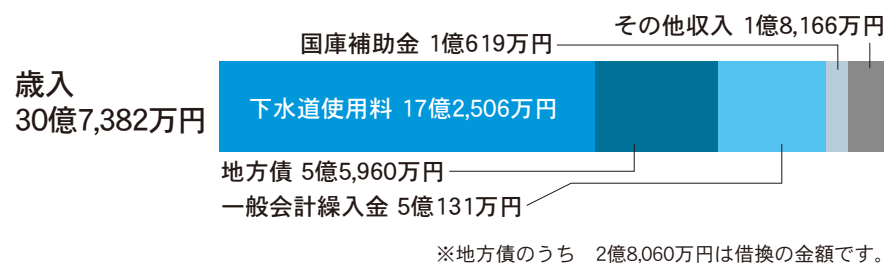 その他収入 1億8,166万円
国庫補助金 1億619万円
歳入
30億7,382万円
下水道使用料 17億2,506万円
地方債 5億5,960万円
一般会計繰入金 5億131万円
※地方債のうち　2億8,060万円は借換の金額です。